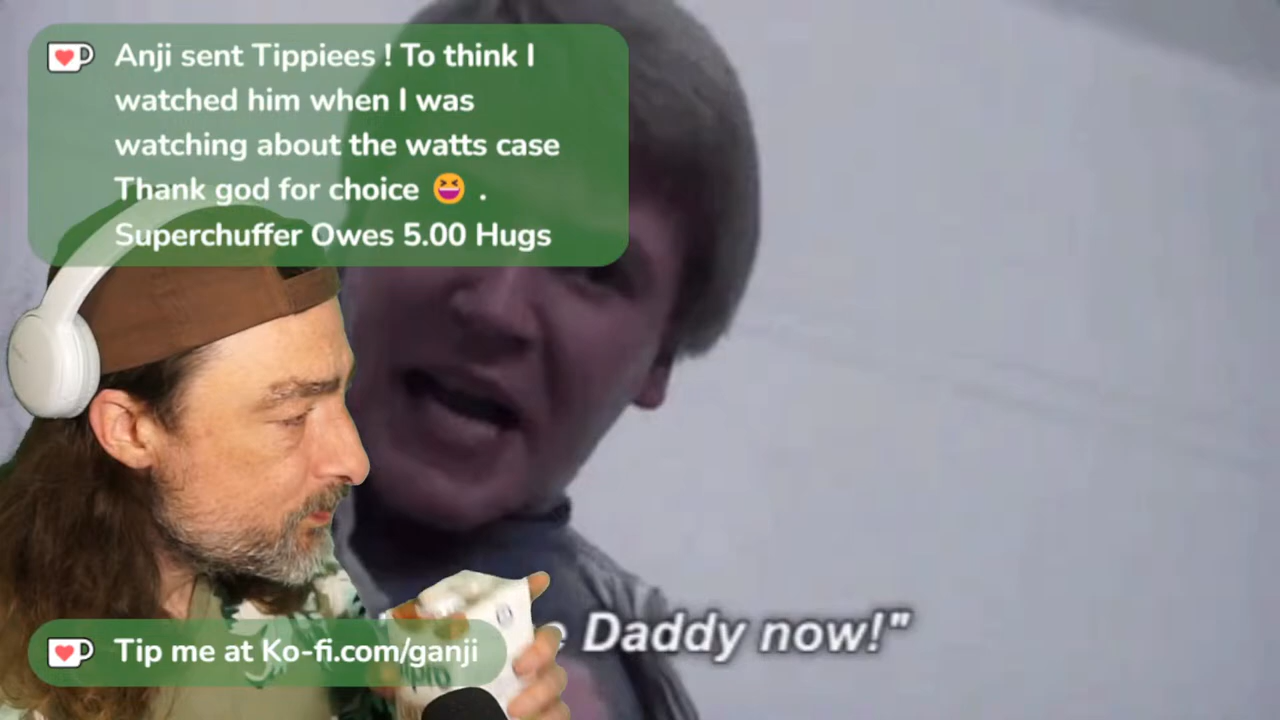 Anji sent Tippiees ! To think I
watched him when I was
watching about the watts case
Thank god for choice 😆 .
Superchuffer Owes 5.00 Hugs
Daddy now!"
Tip me at Ko-fi.com/ganji